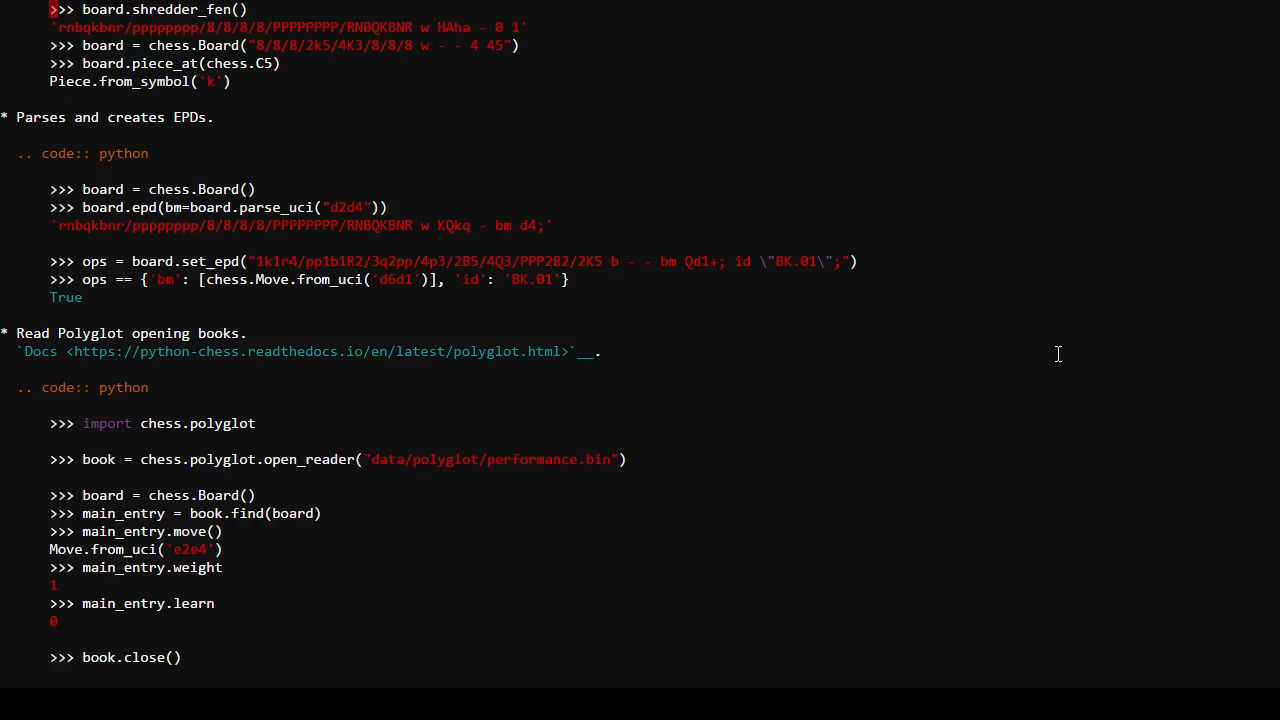 >>> board.shredder_fen()
'rnbqkbnr/pppppppp/8/8/8/8/PPPPPPPP/RNBQKBNR w HAha - 0 1'
>>> board = chess.Board("8/8/8/2k5/4K3/8/8/8 w - - 4 45")
>>> board.piece_at(chess.C5)
Piece.from_symbol('k')
* Parses and creates EPDs.
.. code:: python
>>> board = chess.Board()
>>> board.epd(bm=board.parse_uci("d2d4"))
'rnbqkbnr/pppppppp/8/8/8/8/PPPPPPPP/RNBQKBNR w KQkq - bm d4;'
>>> ops = board.set_epd("1k1r4/pp1b1R2/3q2pp/4p3/2B5/4Q3/PPP2B2/2K5 b - - bm Qd1+; id \"BK.01\";")
>>> ops == {'bm': [chess.Move.from_uci('d6d1')], 'id': 'BK.01'}
True
* Read Polyglot opening books.
`Docs <https://python-chess.readthedocs.io/en/latest/polyglot.html>`__.
.. code:: python
>>> import chess.polyglot
>>> book = chess.polyglot.open_reader("data/polyglot/performance.bin")
>>> board = chess.Board()
>>> main_entry = book.find(board)
>>> main_entry.move()
Move.from_uci('e2e4')
>>> main_entry.weight
1
>>> main_entry.learn
0
>>> book.close()